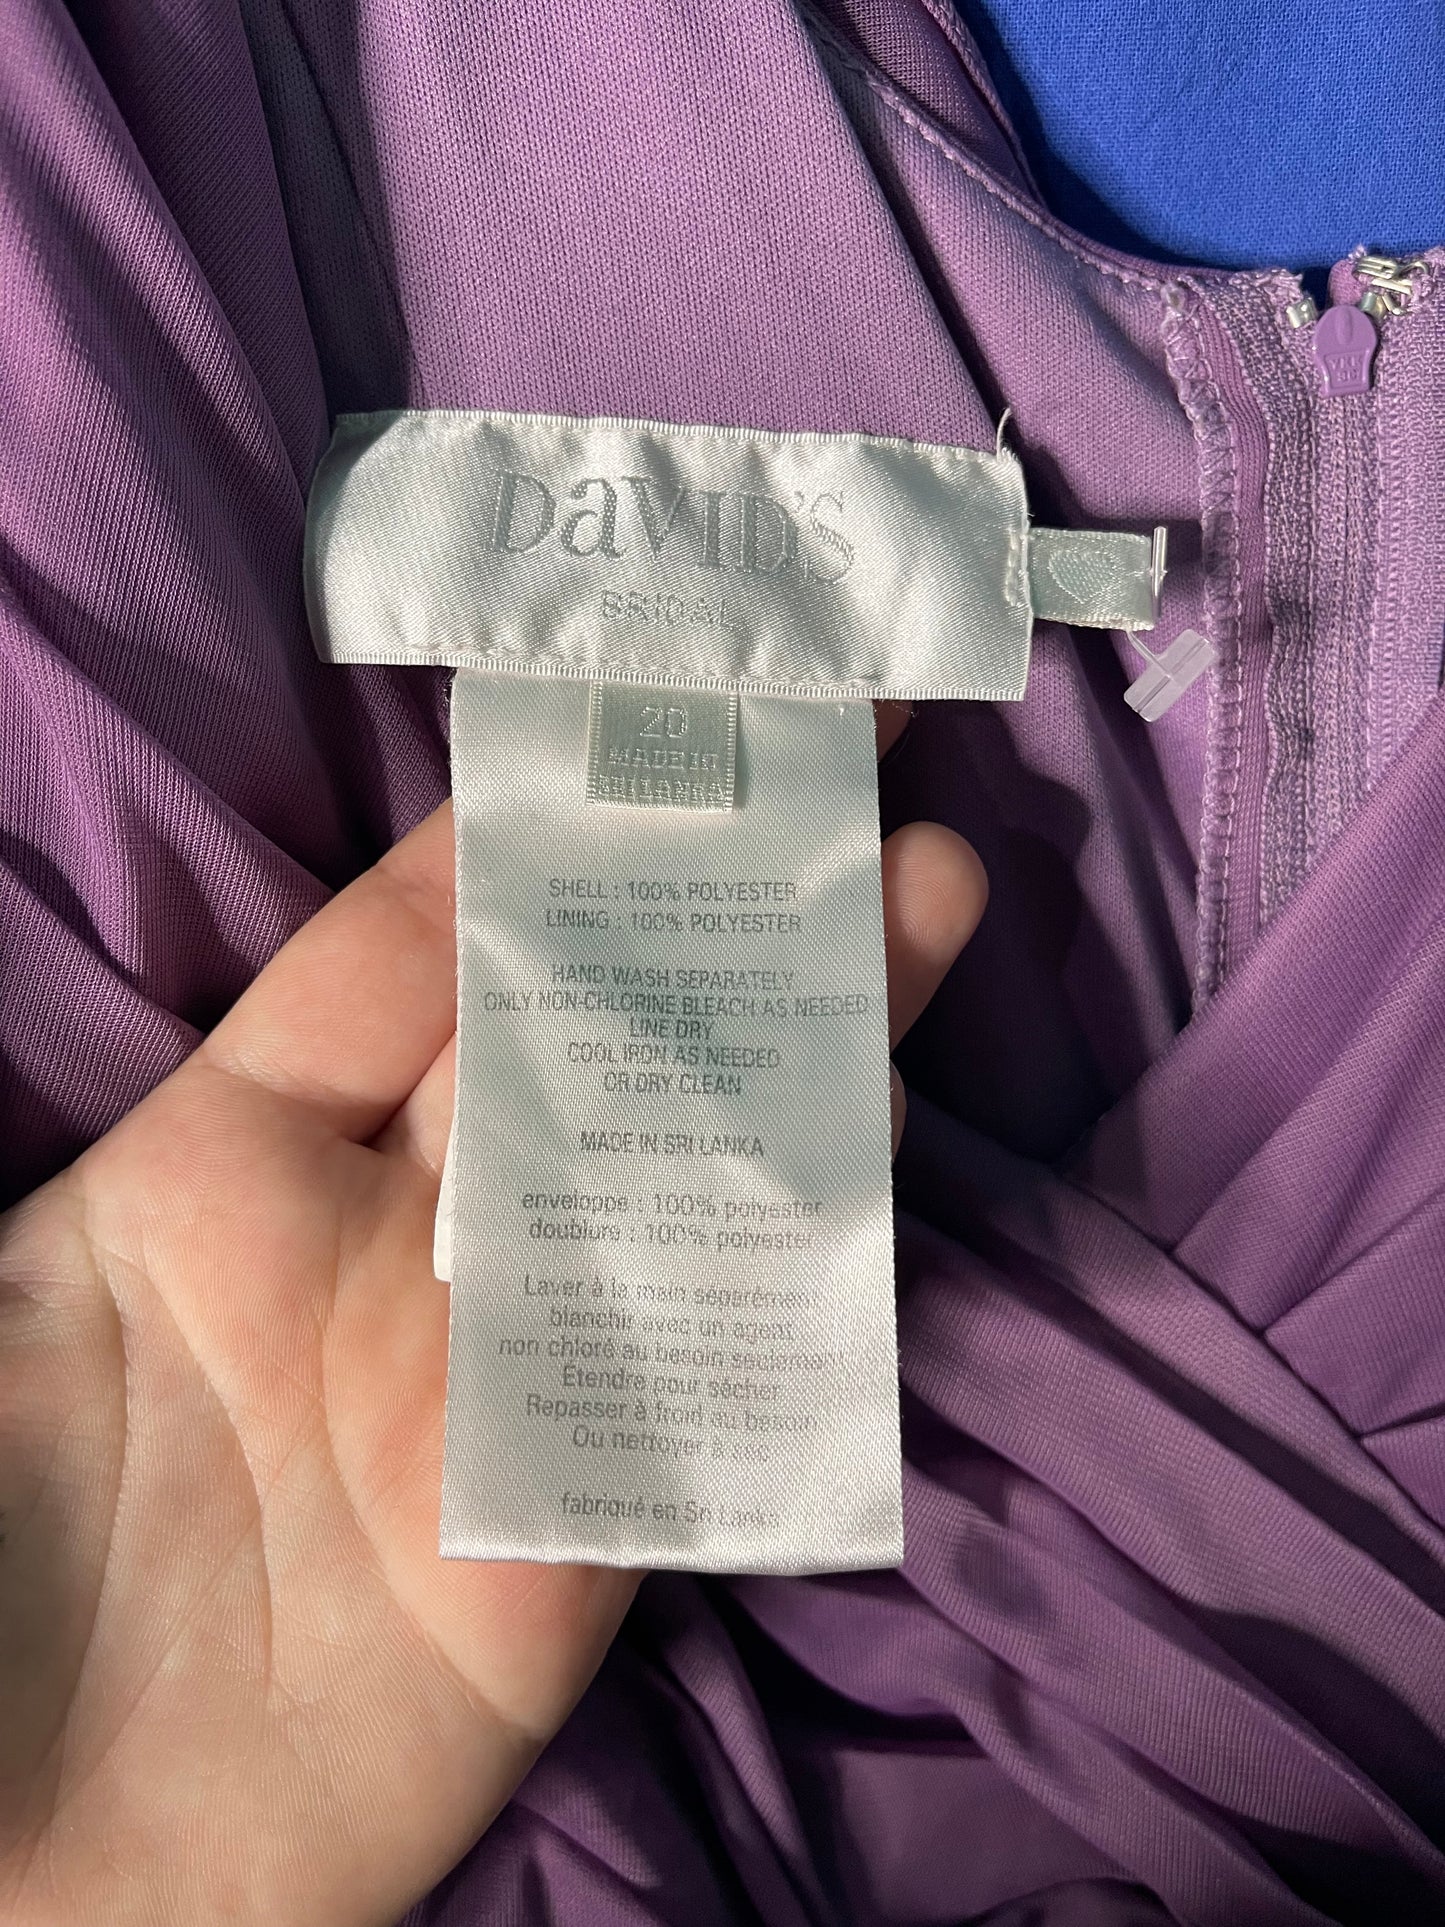 DaVID'S
BRIDAL
20
MADE IN
SRI LANKA
SHELL : 100% POLYESTER
LINING : 100% POLYESTER
HAND WASH SEPARATELY
ONLY NON-CHLORINE BLEACH AS NEEDED
LINE DRY
COOL IRON AS NEEDED
OR DRY CLEAN
MADE IN SRI LANKA
enveloppe : 100% polyester
doublure : 100% polyester
Laver à la main séparément
blanchir avec un agent
non chloré au besoin seulement
Etendre pour sécher
Repasser à froid au besoin
Ou nettoyer à sec
fabriqué en Sri Lanka
YKK